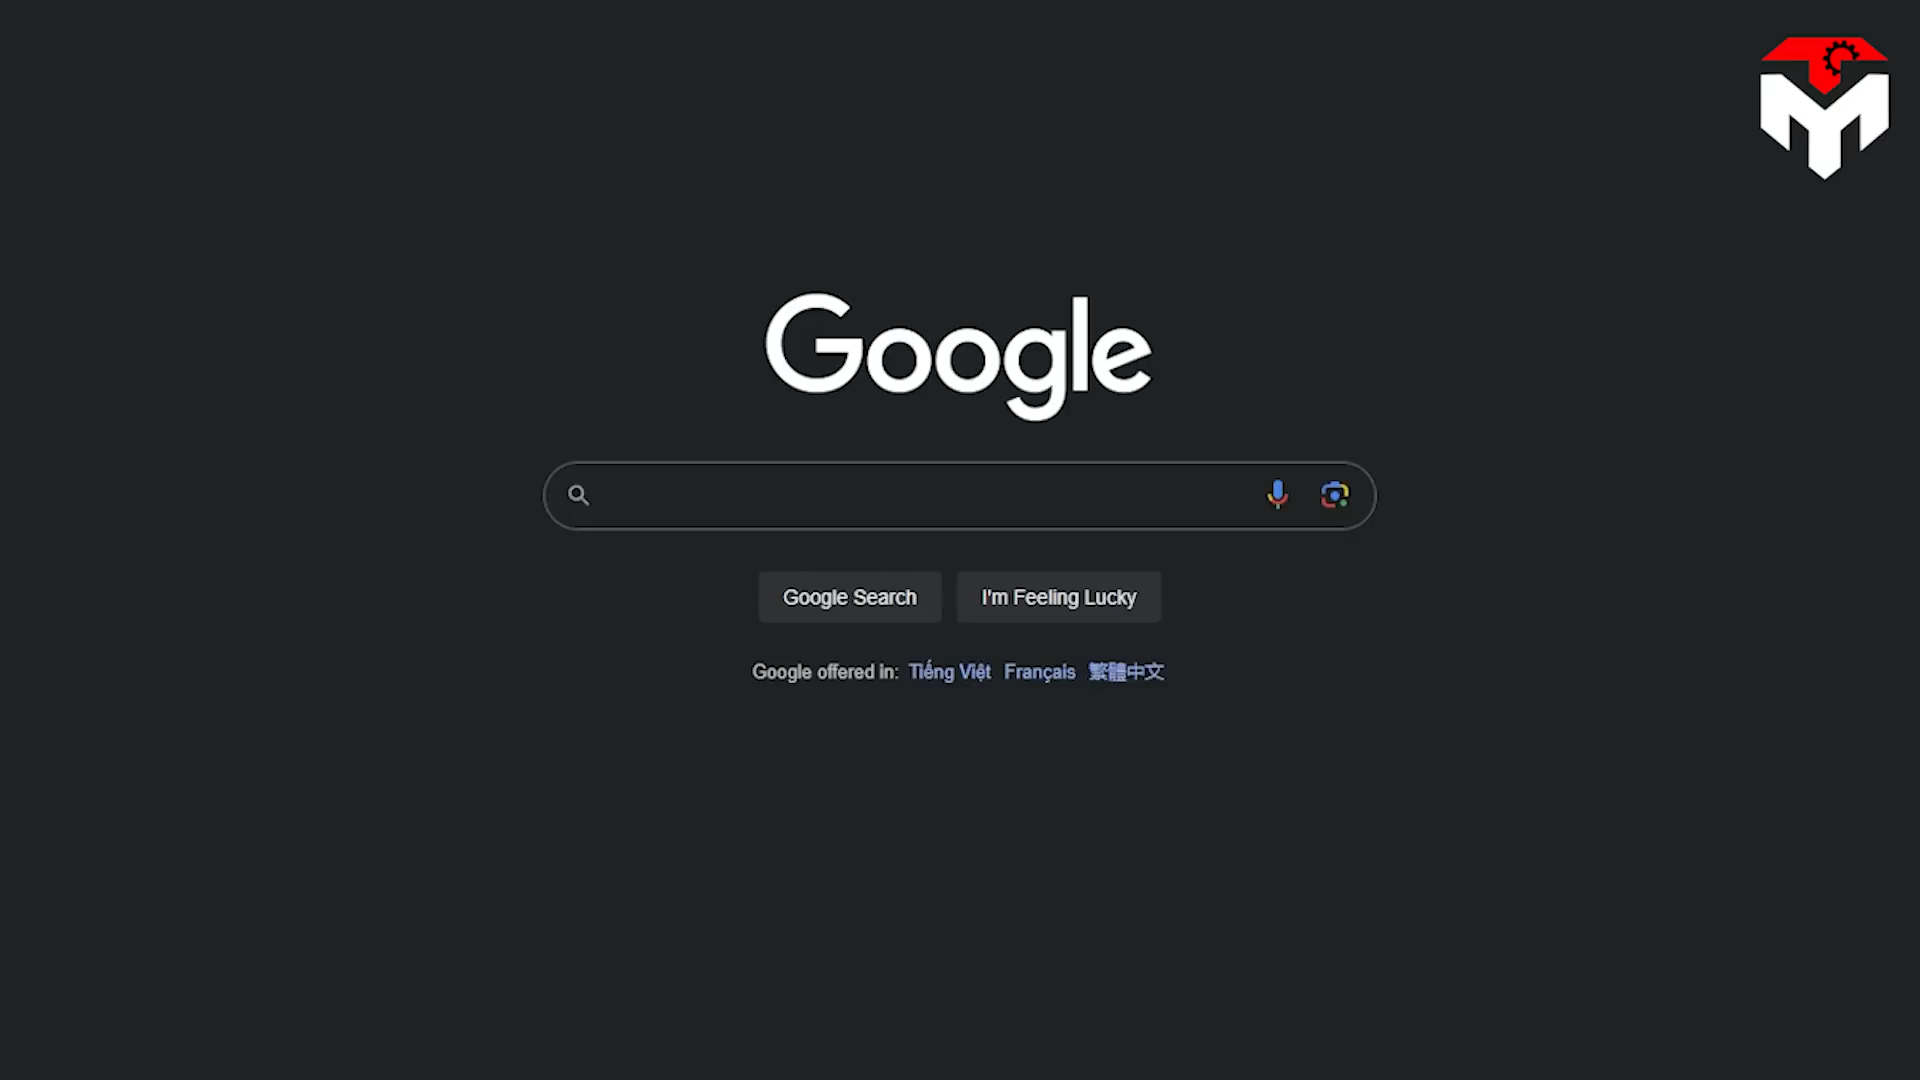 Google
Google Search I'm Feeling Lucky
Google offered in: Tiếng Việt Français 繁體中文